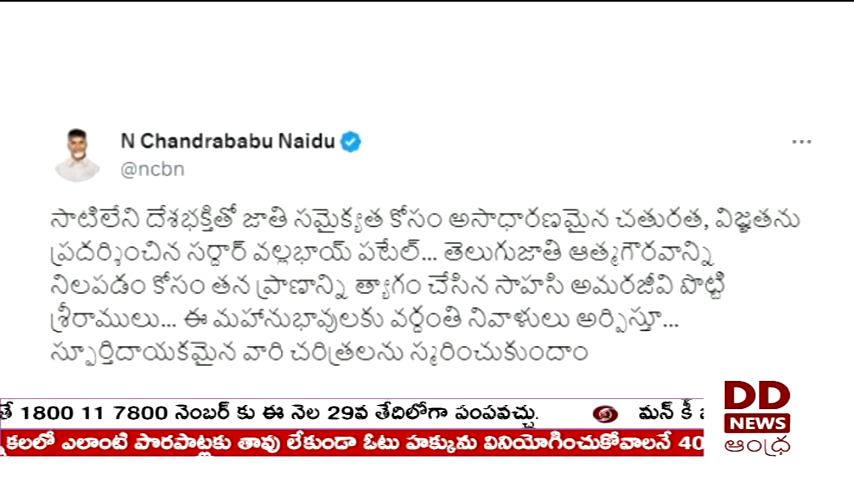 N Chandrababu Naidu
@ncbn
సాటిలేని దేశభక్తితో జాతి సమైక్యత కోసం అసాధారణమైన చతురత, విజ్ఞతను
ప్రదర్శించిన సర్దార్ వల్లభాయ్ పటేల్... తెలుగుజాతి ఆత్మగౌరవాన్ని
నిలపడం కోసం తన ప్రాణాన్ని త్యాగం చేసిన సాహసి అమరజీవి పొట్టి
శ్రీరాములు... ఈ మహానుభావులకు వర్దంతి నివాళులు అర్పిస్తూ...
స్పూర్తిదాయకమైన వారి చరిత్రలను స్మరించుకుందాం
తే 1800 11 7800 నెంబర్ కు ఈ నెల 29వ తేదిలోగా పంపవచ్చు. మన్ కీ
్నికలలో ఎలాంటి పొరపాట్లకు తావు లేకుండా ఓటు హక్కును వినియోగించుకోవాలనే 40
DD
NEWS
ఆంధ్ర